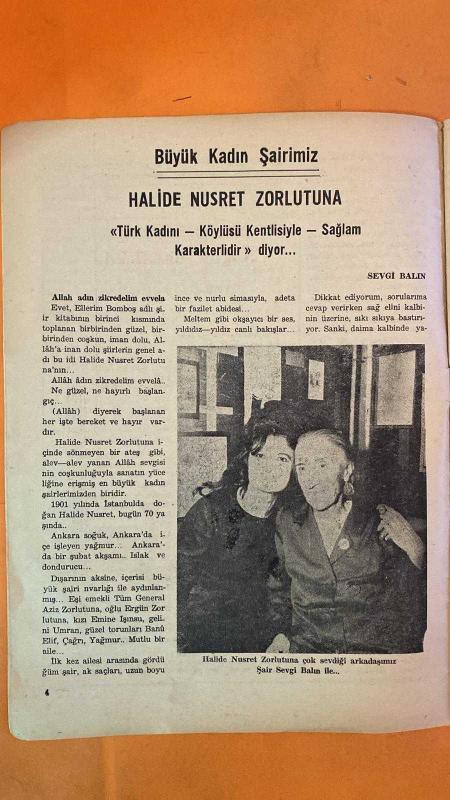 Büyük Kadın Şairimiz
HALİDE NUSRET ZORLUTUNA
«Türk Kadını — Köylüsü Kentlisiyle — Sağlam
Karakterlidir» diyor...
SEVGİ BALIN
Allah adın zikredelim evvela
Evet, Ellerim Bomboş adlı şi-
ir kitabının birinci kısmında
toplanan birbirinden güzel, bir-
birinden coşkun, iman dolu, Al-
lâh'a inan dolu şiirlerin genel a-
dı bu idi Halide Nusret Zorlutu
na'nın...
Allâh âdın zikredelim evvelâ..
Ne güzel, ne hayırlı başlan-
gıç...
(Allâh) diyerek başlanan
her işte bereket ve hayır var-
dır.
Halide Nusret Zorlutuna i-
çinde sönmeyen bir ateş gibi,
alev—alev yanan Allâh sevgisi
nin coşkunluğuyla sanatın yüce
liğine erişmiş en büyük kadın
şairlerimizden biridir.
1901 yılında İstanbulda do-
ğan Halide Nusret, bugün 70 ya
şında..
Ankara soğuk, Ankara'da i-
çe işleyen yağmur... Ankara'-
da bir şubat akşamı.. Islak ve
dondurucu...
Dışarının aksine, içerisi bü-
yük şairi nvarlığı ile aydınlan-
mış... Eşi emekli Tüm General
Aziz Zorlutuna, oğlu Ergün Zor
lutuna, kızı Emine Işınsu, geli-
ni Umran, güzel torunları Banû
Elif, Çağrı, Yağmur.. Mutlu bir
aile...
İlk kez ailesi arasında gördü
ğüm şair, ak saçları, uzun boyu
ince ve nurlu simasıyla, adeta
bir fazilet abidesi...
Meltem gibi okşayıcı bir ses,
yıldıız—yıldız canlı bakışlar...
Dikkat ediyorum, sorularıma
cevap verirken sağ elini kalbi-
nin üzerine, sıkı sıkıya bastırı-
yor. Sanki, daima kalbinde ya-
Halide Nusret Zorlutuna çok sevdiği arkadaşımız
Şair Sevgi Balın ile...
4